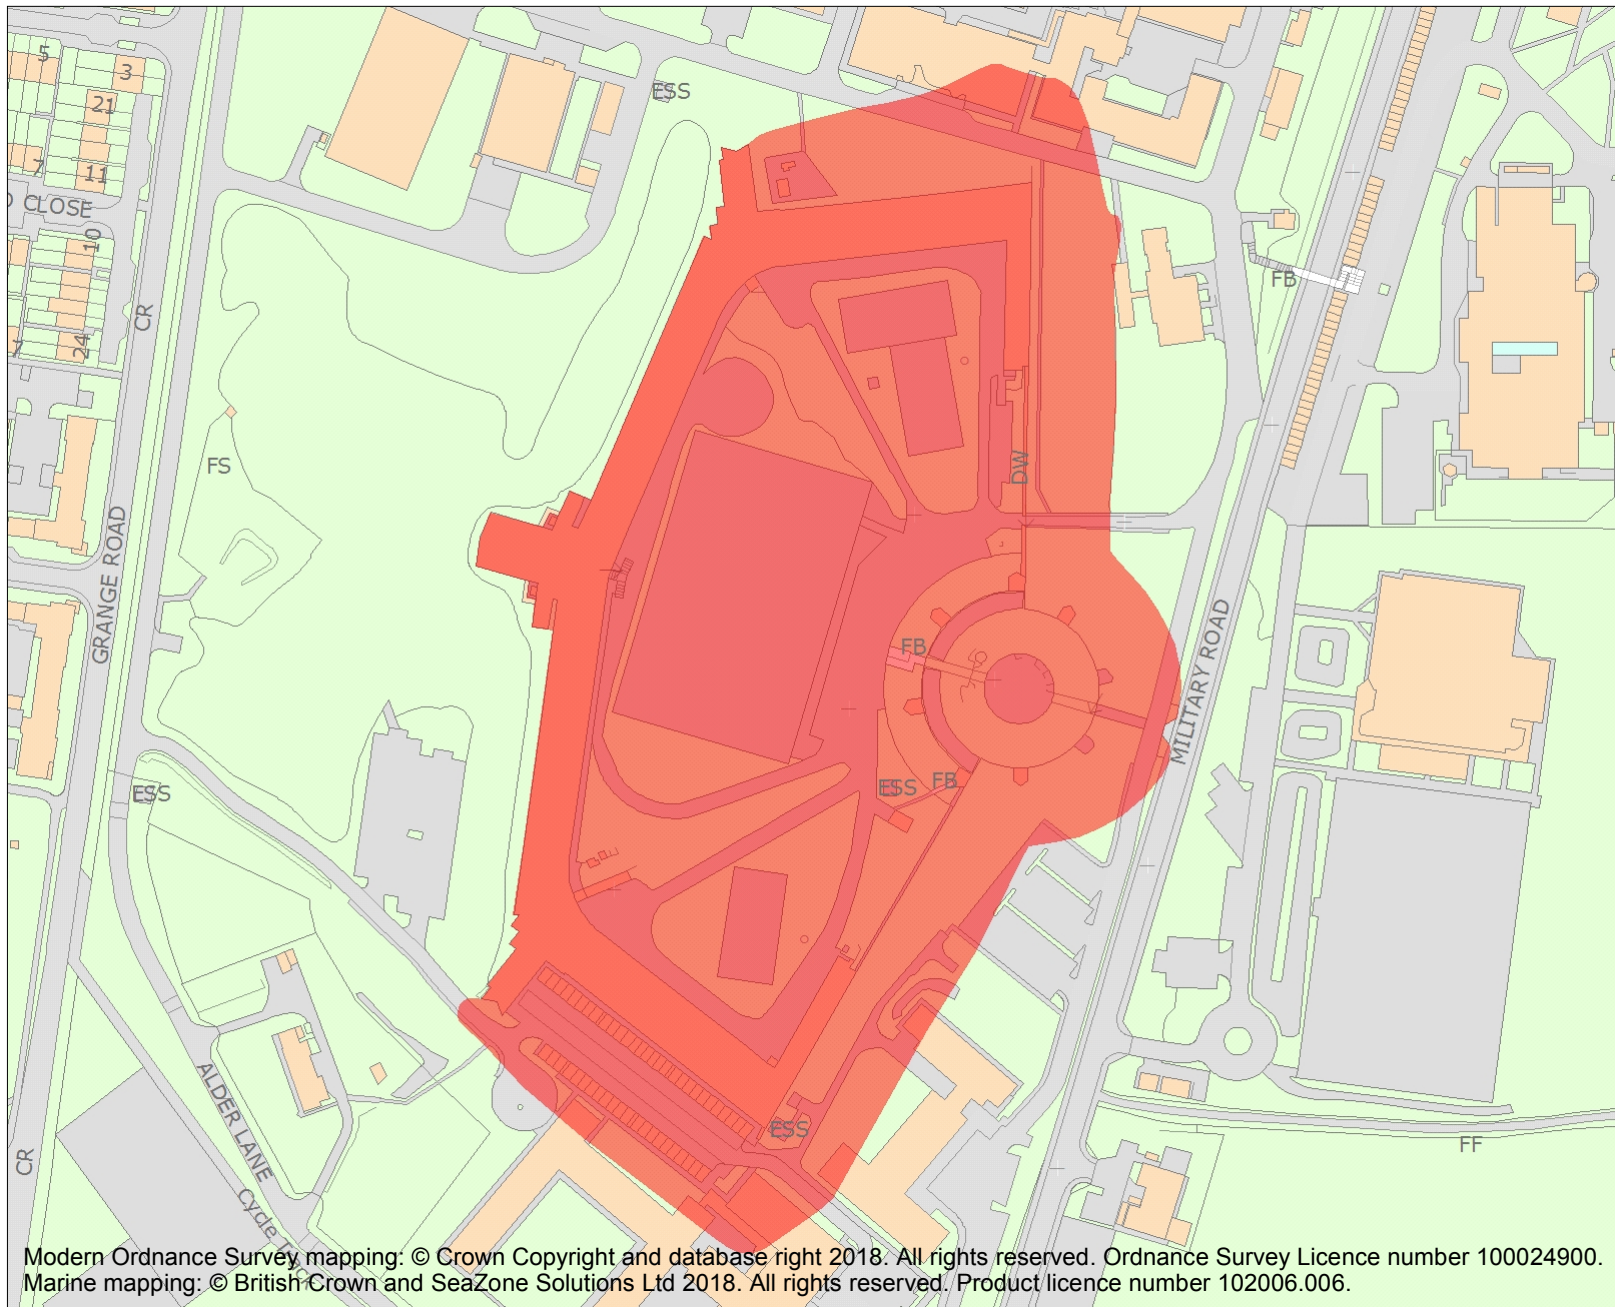 5
3
21
7
11
O CLOSE
10
CR
24
7
ESS
FB
FS
DW
GRANGE ROAD
FB
MILITARY ROAD
ESS
ESS
FB
ALDER LANE
ESS
FF
CR
Cycle Track
Modern Ordnance Survey mapping: © Crown Copyright and database right 2018. All rights reserved. Ordnance Survey Licence number 100024900.
Marine mapping: © British Crown and SeaZone Solutions Ltd 2018. All rights reserved. Product licence number 102006.006.